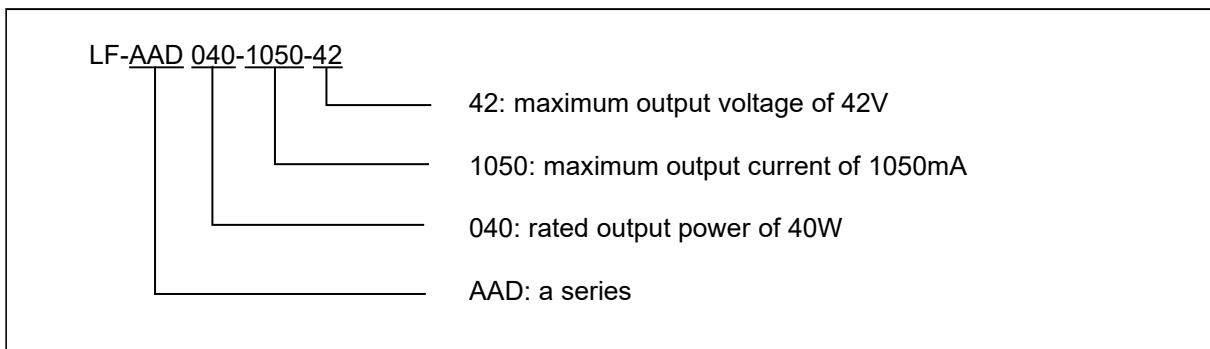 LF-AAD 040-1050-42
42: maximum output voltage of 42V
1050: maximum output current of 1050mA
040: rated output power of 40W
AAD: a series